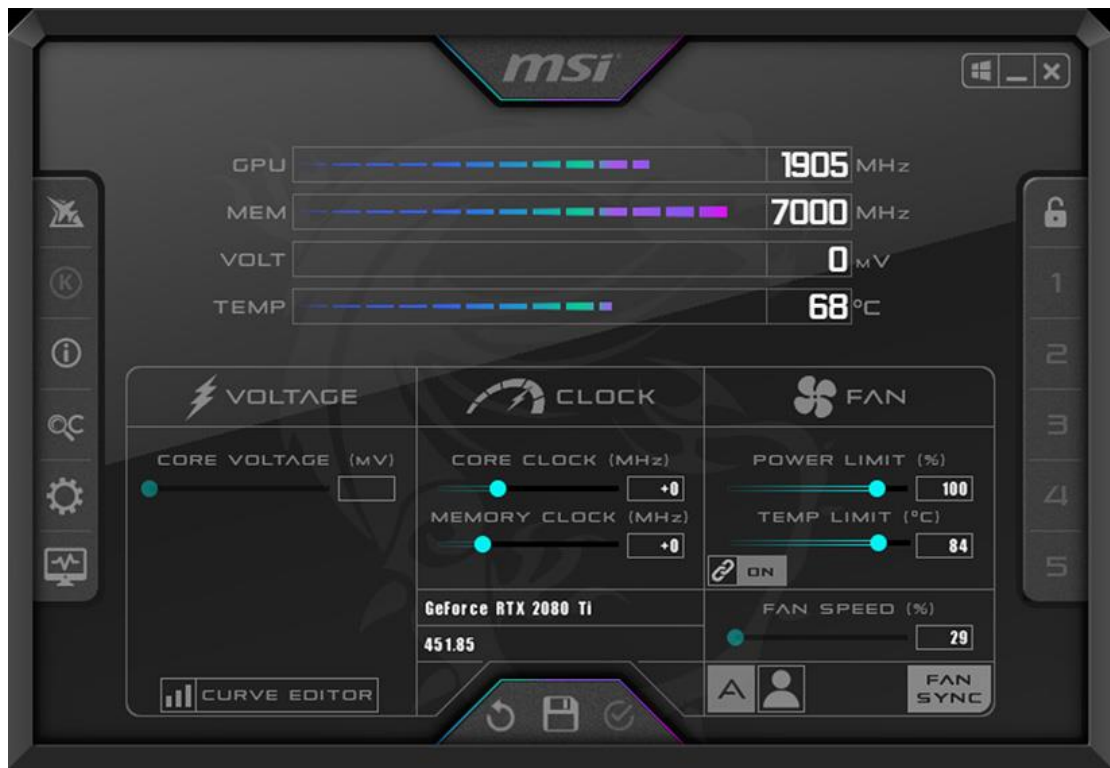 msi
GPU 1905 MHz
MEM 7000 MHz
VOLT 0 MV
TEMP 68 °C
K
i
QC
1
2
3
4
5
VOLTAGE
CORE VOLTAGE (MV)
CURVE EDITOR
CLOCK
CORE CLOCK (MHz)
+0
MEMORY CLOCK (MHz)
+0
GeForce RTX 2080 Ti
451.85
FAN
POWER LIMIT (%)
100
TEMP LIMIT (°C)
84
ON
FAN SPEED (%)
29
A
FAN
SYNC